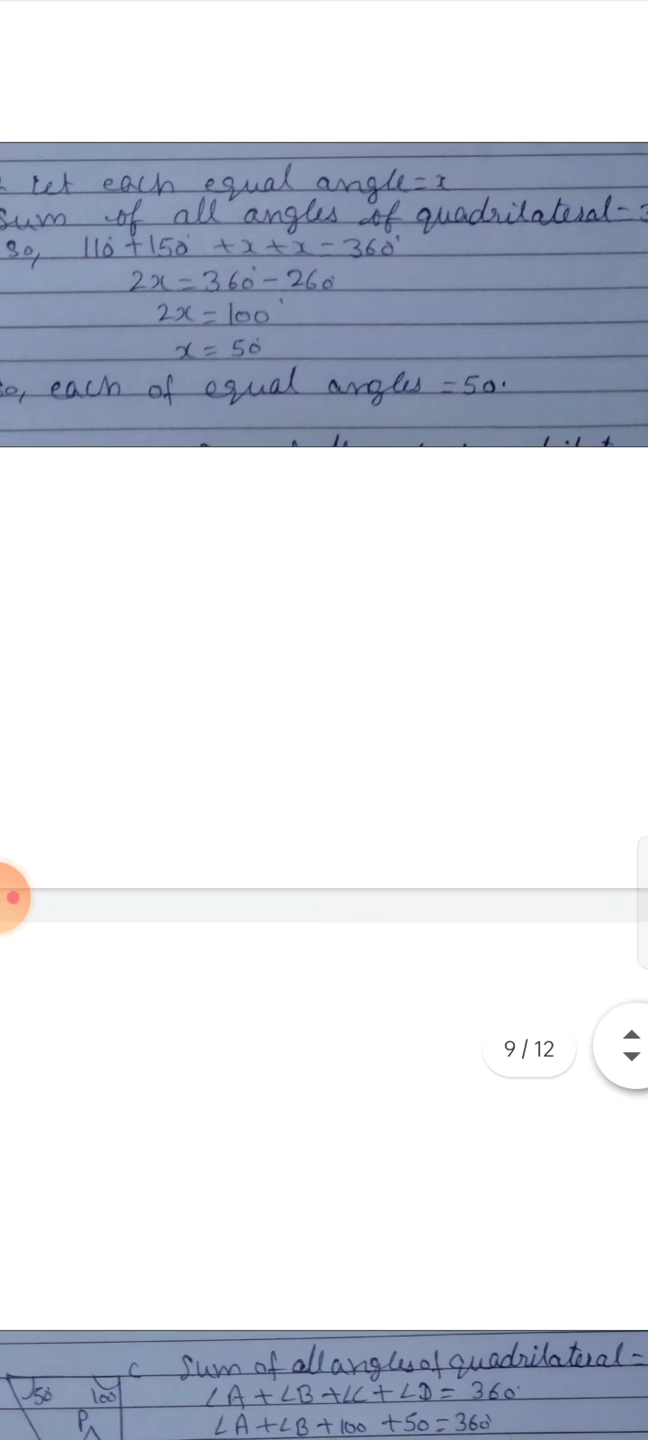 Let each equal angle=x
Sum of all angles of quadrilateral=
So, 110°+150° +x+x=360°
2x=360°-260°
2x=100°
x=50°
so, each of equal angles =50.
9 / 12
C Sum of all angles of quadrilateral=
50 100 ∠A+∠B+∠C+∠D=360°
P ∠A+∠B+100 +50=360°